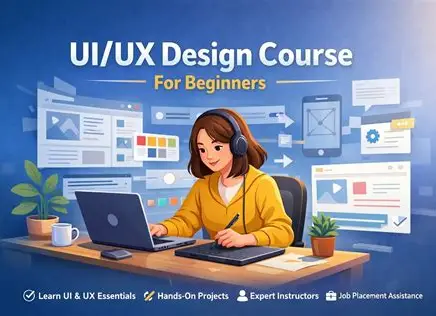 UI/UX Design Course
For Beginners
Learn UI & UX Essentials
Hands-On Projects
Expert Instructors
Job Placement Assistance